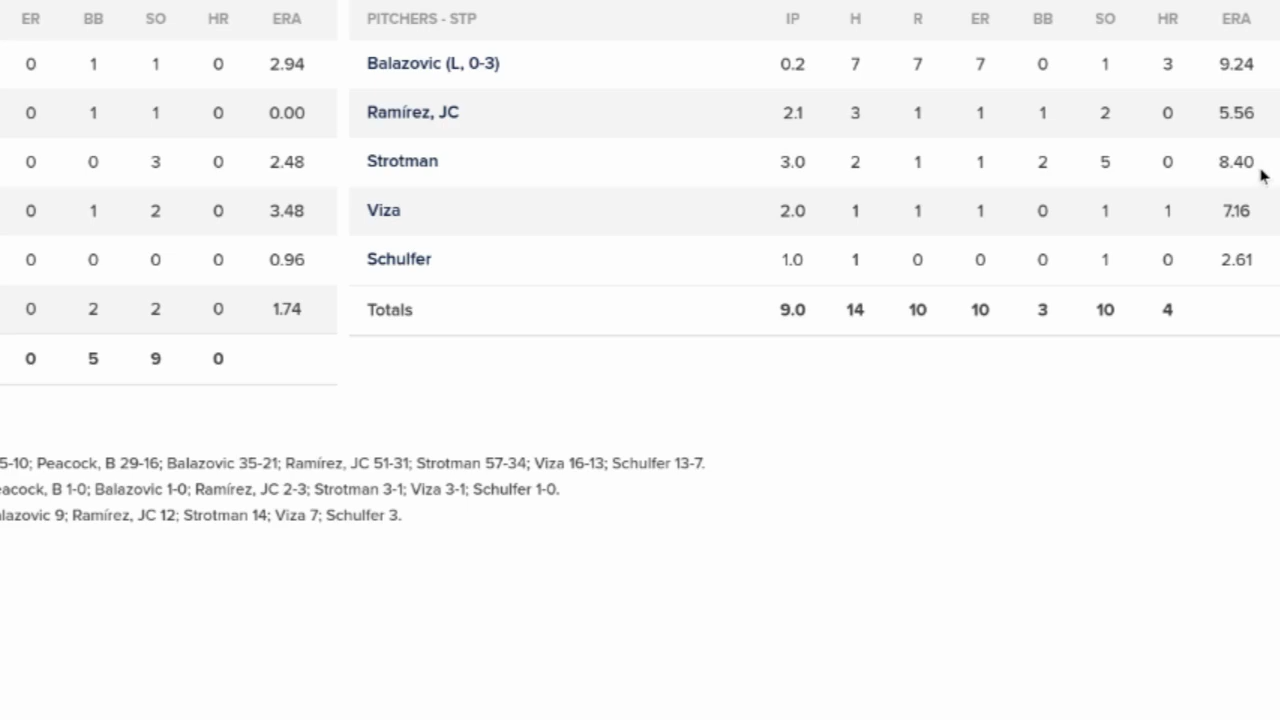 ER BB SO HR ERA
0 1 1 0 2.94
0 1 1 0 0.00
0 0 3 0 2.48
0 1 2 0 3.48
0 0 0 0 0.96
0 2 2 0 1.74
0 5 9 0
PITCHERS - STP IP H R ER BB SO HR ERA
Balazovic (L, 0-3) 0.2 7 7 7 0 1 3 9.24
Ramírez, JC 2.1 3 1 1 1 2 0 5.56
Strotman 3.0 2 1 1 2 5 0 8.40
Viza 2.0 1 1 1 0 1 1 7.16
Schulfer 1.0 1 0 0 0 1 0 2.61
Totals 9.0 14 10 10 3 10 4
5-10; Peacock, B 29-16; Balazovic 35-21; Ramírez, JC 51-31; Strotman 57-34; Viza 16-13; Schulfer 13-7.
eacock, B 1-0; Balazovic 1-0; Ramírez, JC 2-3; Strotman 3-1; Viza 3-1; Schulfer 1-0.
lazovic 9; Ramírez, JC 12; Strotman 14; Viza 7; Schulfer 3.